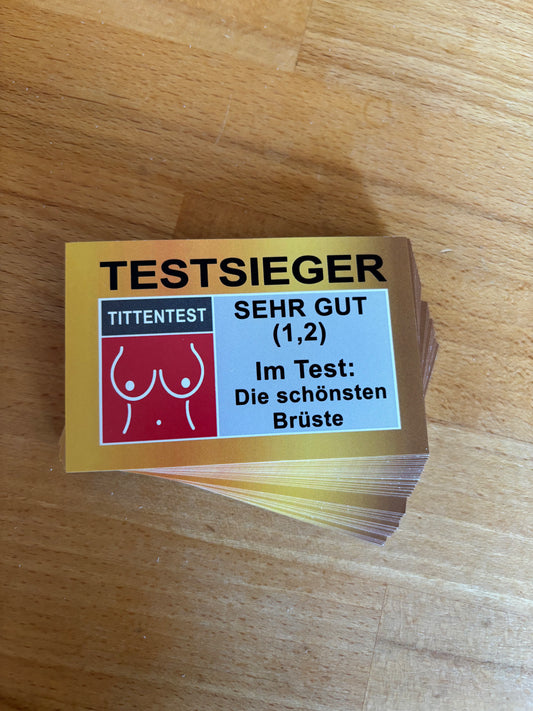 TESTSIEGER
TITTENTEST
SEHR GUT
(1,2)
Im Test:
Die schönsten
Brüste